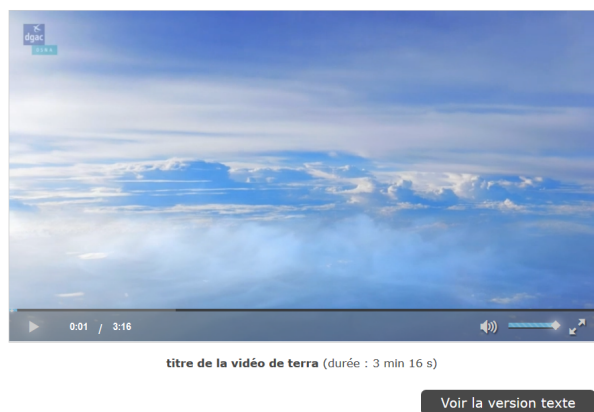 dgac
0:01 / 3:16
titre de la vidéo de terra (durée : 3 min 16 s)
Voir la version texte